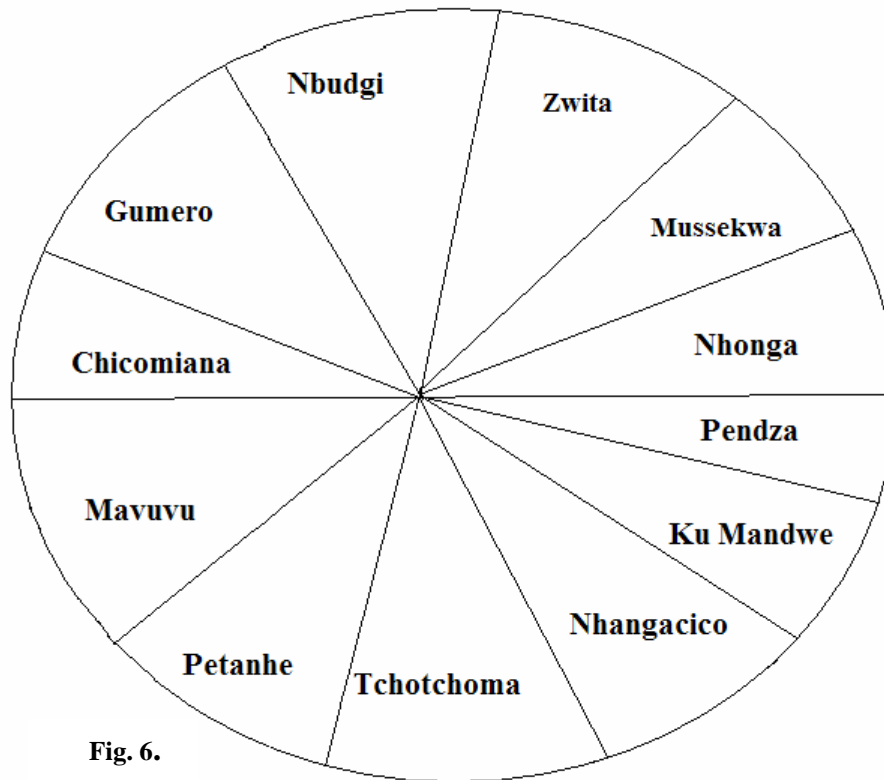 Nbudgi
Zwita
Gumero
Mussekwa
Nhonga
Chicomiana
Pendza
Mavuvu
Ku Mandwe
Nhangacico
Petanhe
Tchotchoma
Fig. 6.